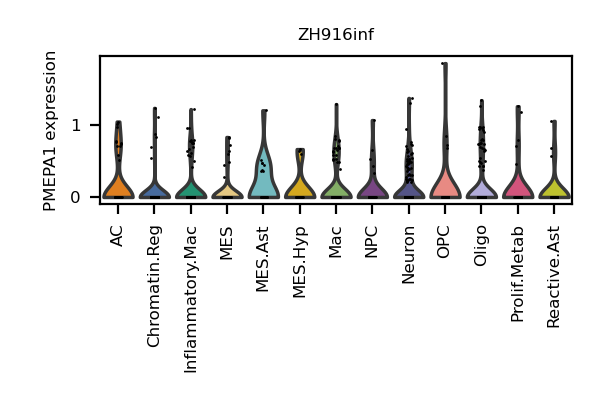 ZH916inf
PMEPA1 expression
1
0
AC
Chromatin.Reg
Inflammatory.Mac
MES
MES.Ast
MES.Hyp
Mac
NPC
Neuron
OPC
Oligo
Prolif.Metab
Reactive.Ast